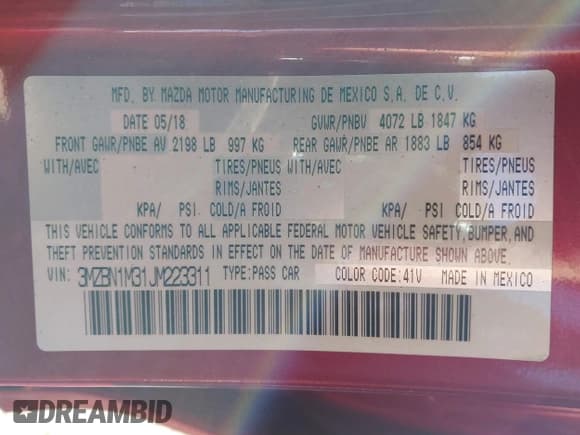 MFD. BY MAZDA MOTOR MANUFACTURING DE MEXICO S.A. DE C.V.
DATE 05/18 GVWR/PNBV 4072 LB 1847 KG
FRONT GAWR/PNBE AV 2198 LB 997 KG REAR GAWR/PNBE AR 1883 LB 854 KG
WITH/AVEC TIRES/PNEUS WITH/AVEC TIRES/PNEUS
RIMS/JANTES RIMS/JANTES
KPA/ PSI COLD/A FROID KPA/ PSI COLD/A FROID
THIS VEHICLE CONFORMS TO ALL APPLICABLE FEDERAL MOTOR VEHICLE SAFETY, BUMPER, AND
THEFT PREVENTION STANDARDS IN EFFECT ON THE DATE OF MANUFACTURE SHOWN ABOVE.
VIN: 3MZBN1M31JM223311 TYPE:PASS CAR COLOR CODE:41V MADE IN MEXICO
DREAMBID